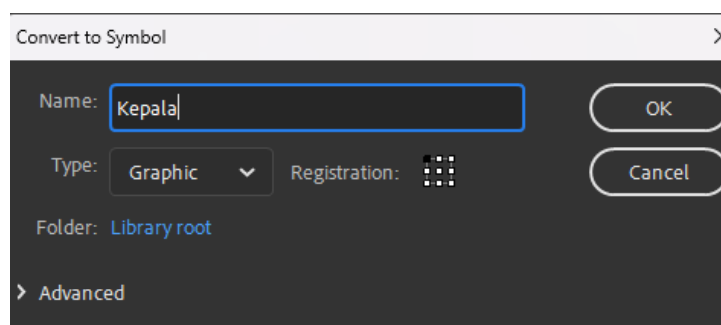 Convert to Symbol
Name: Kepala OK
Type: Graphic Registration: Cancel
Folder: Library root
Advanced